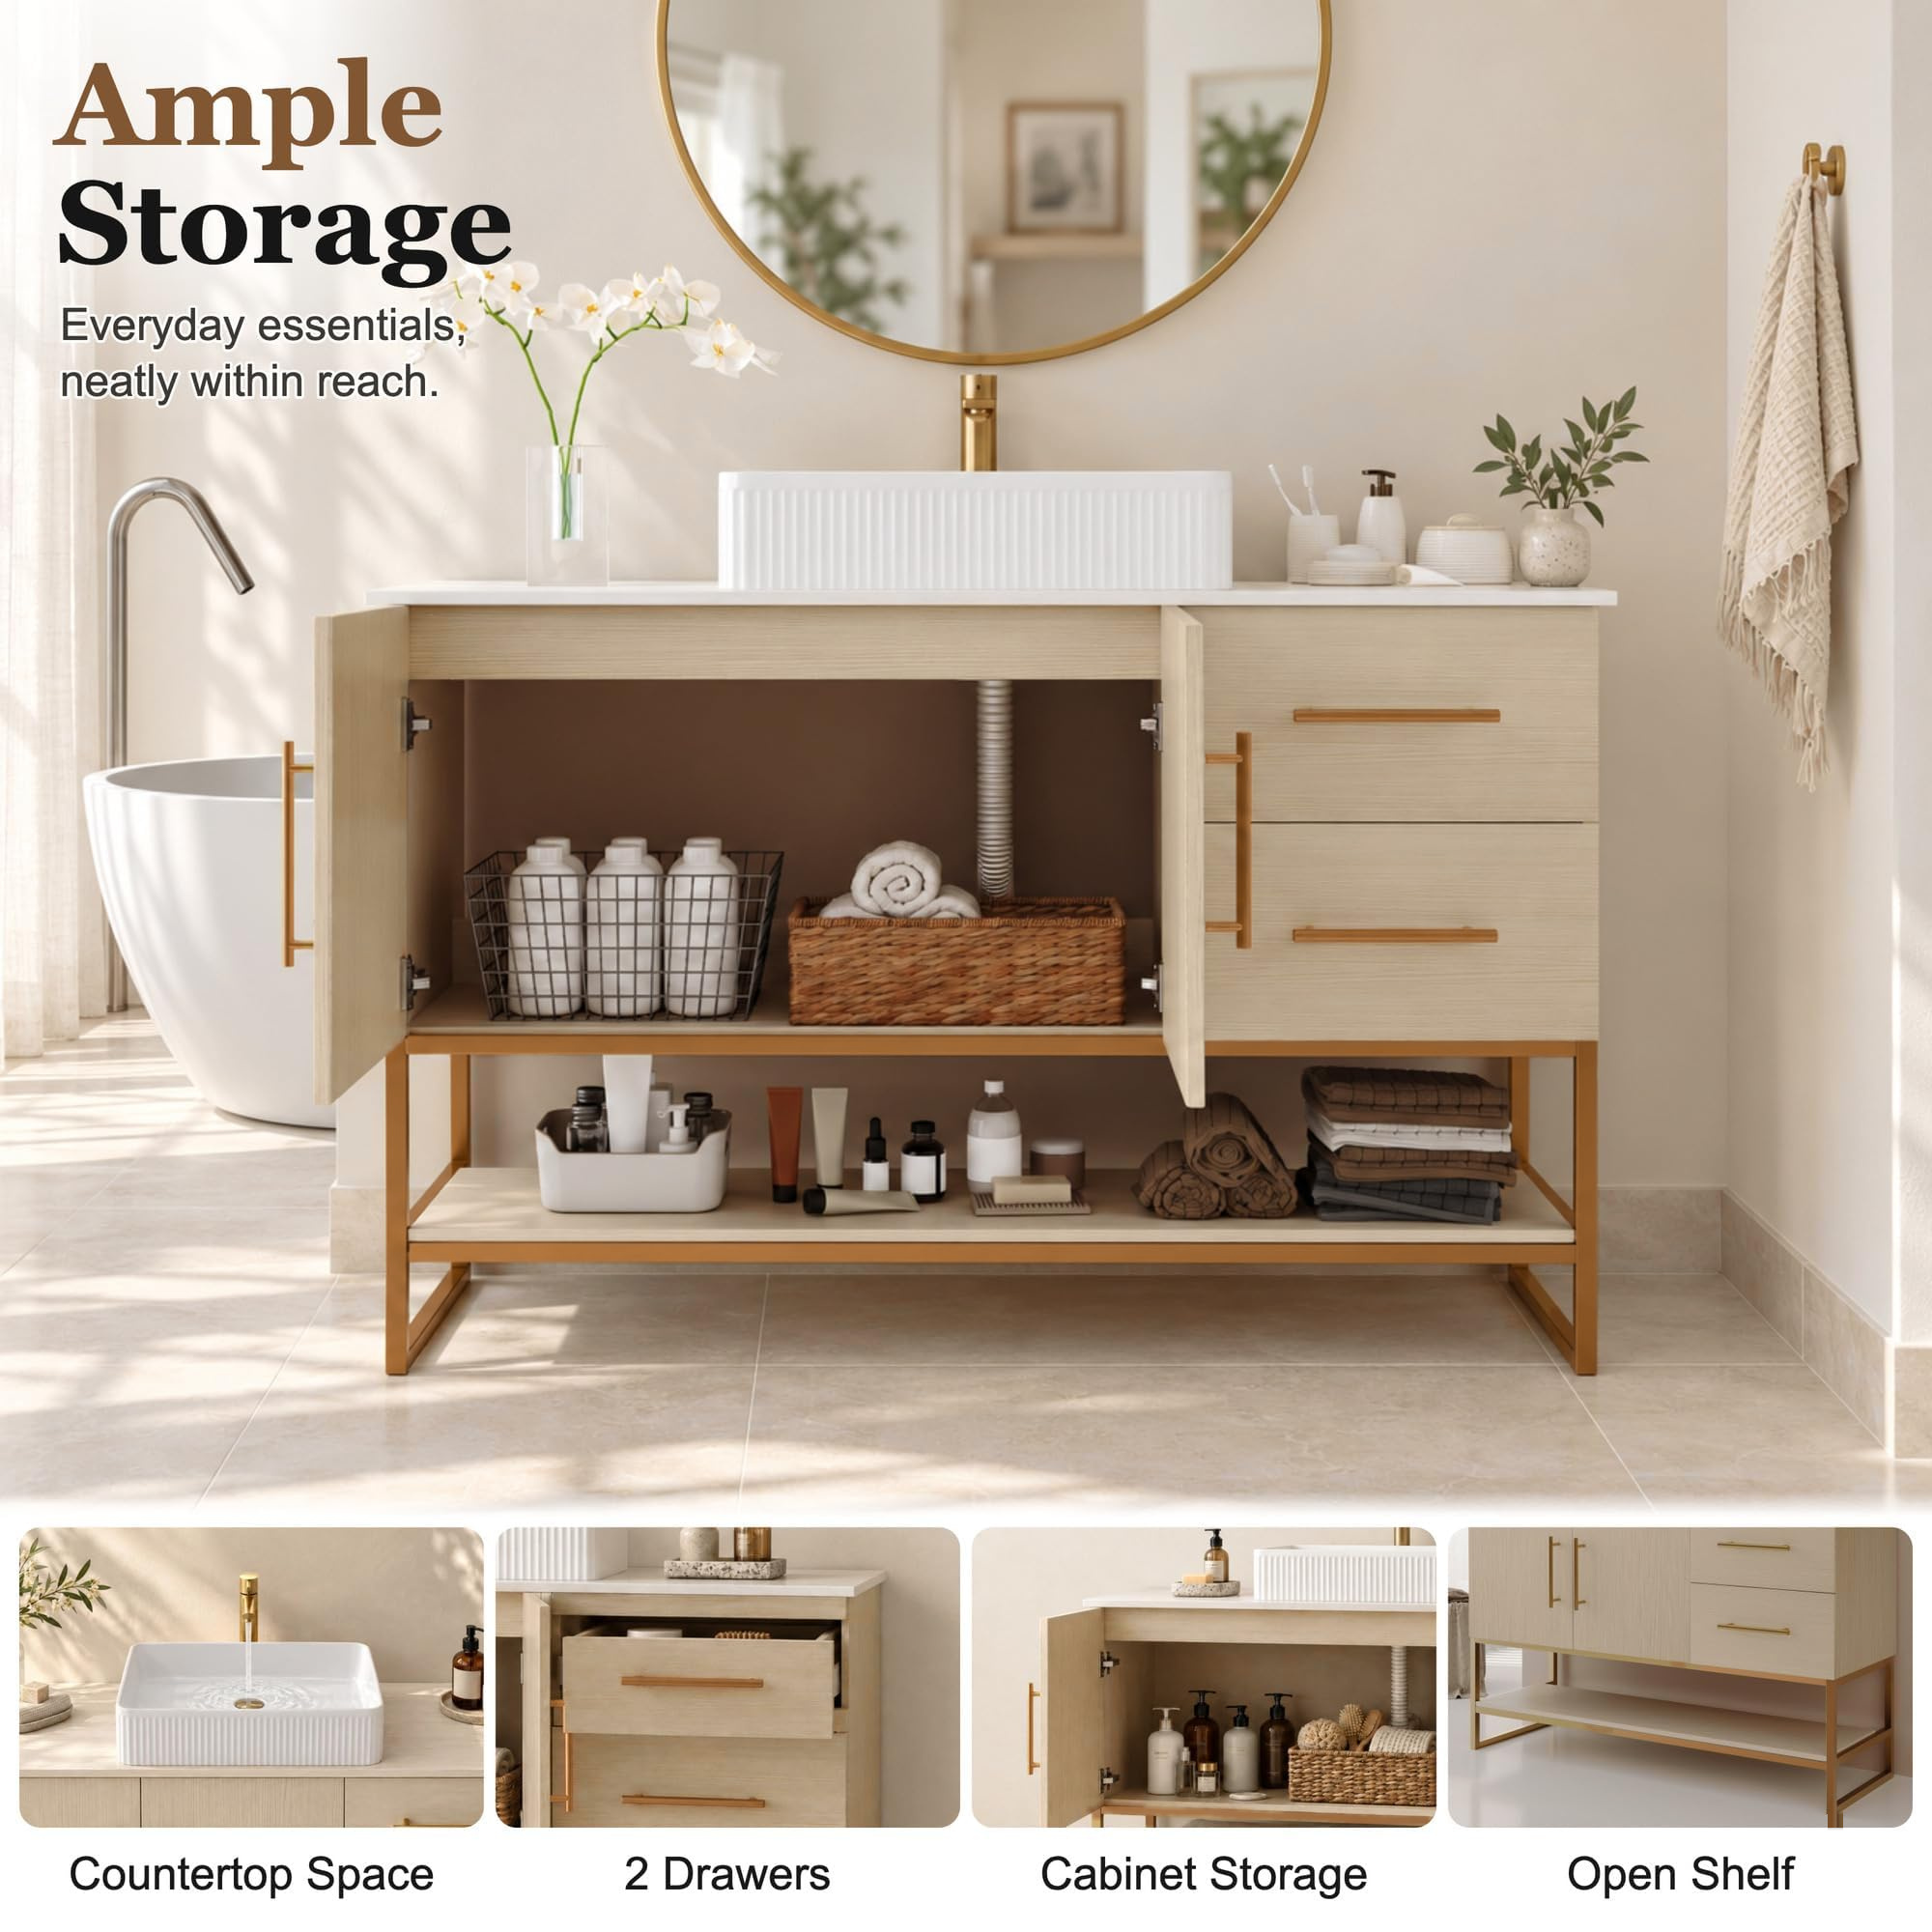 Ample
Storage
Everyday essentials,
neatly within reach.
Countertop Space
2 Drawers
Cabinet Storage
Open Shelf